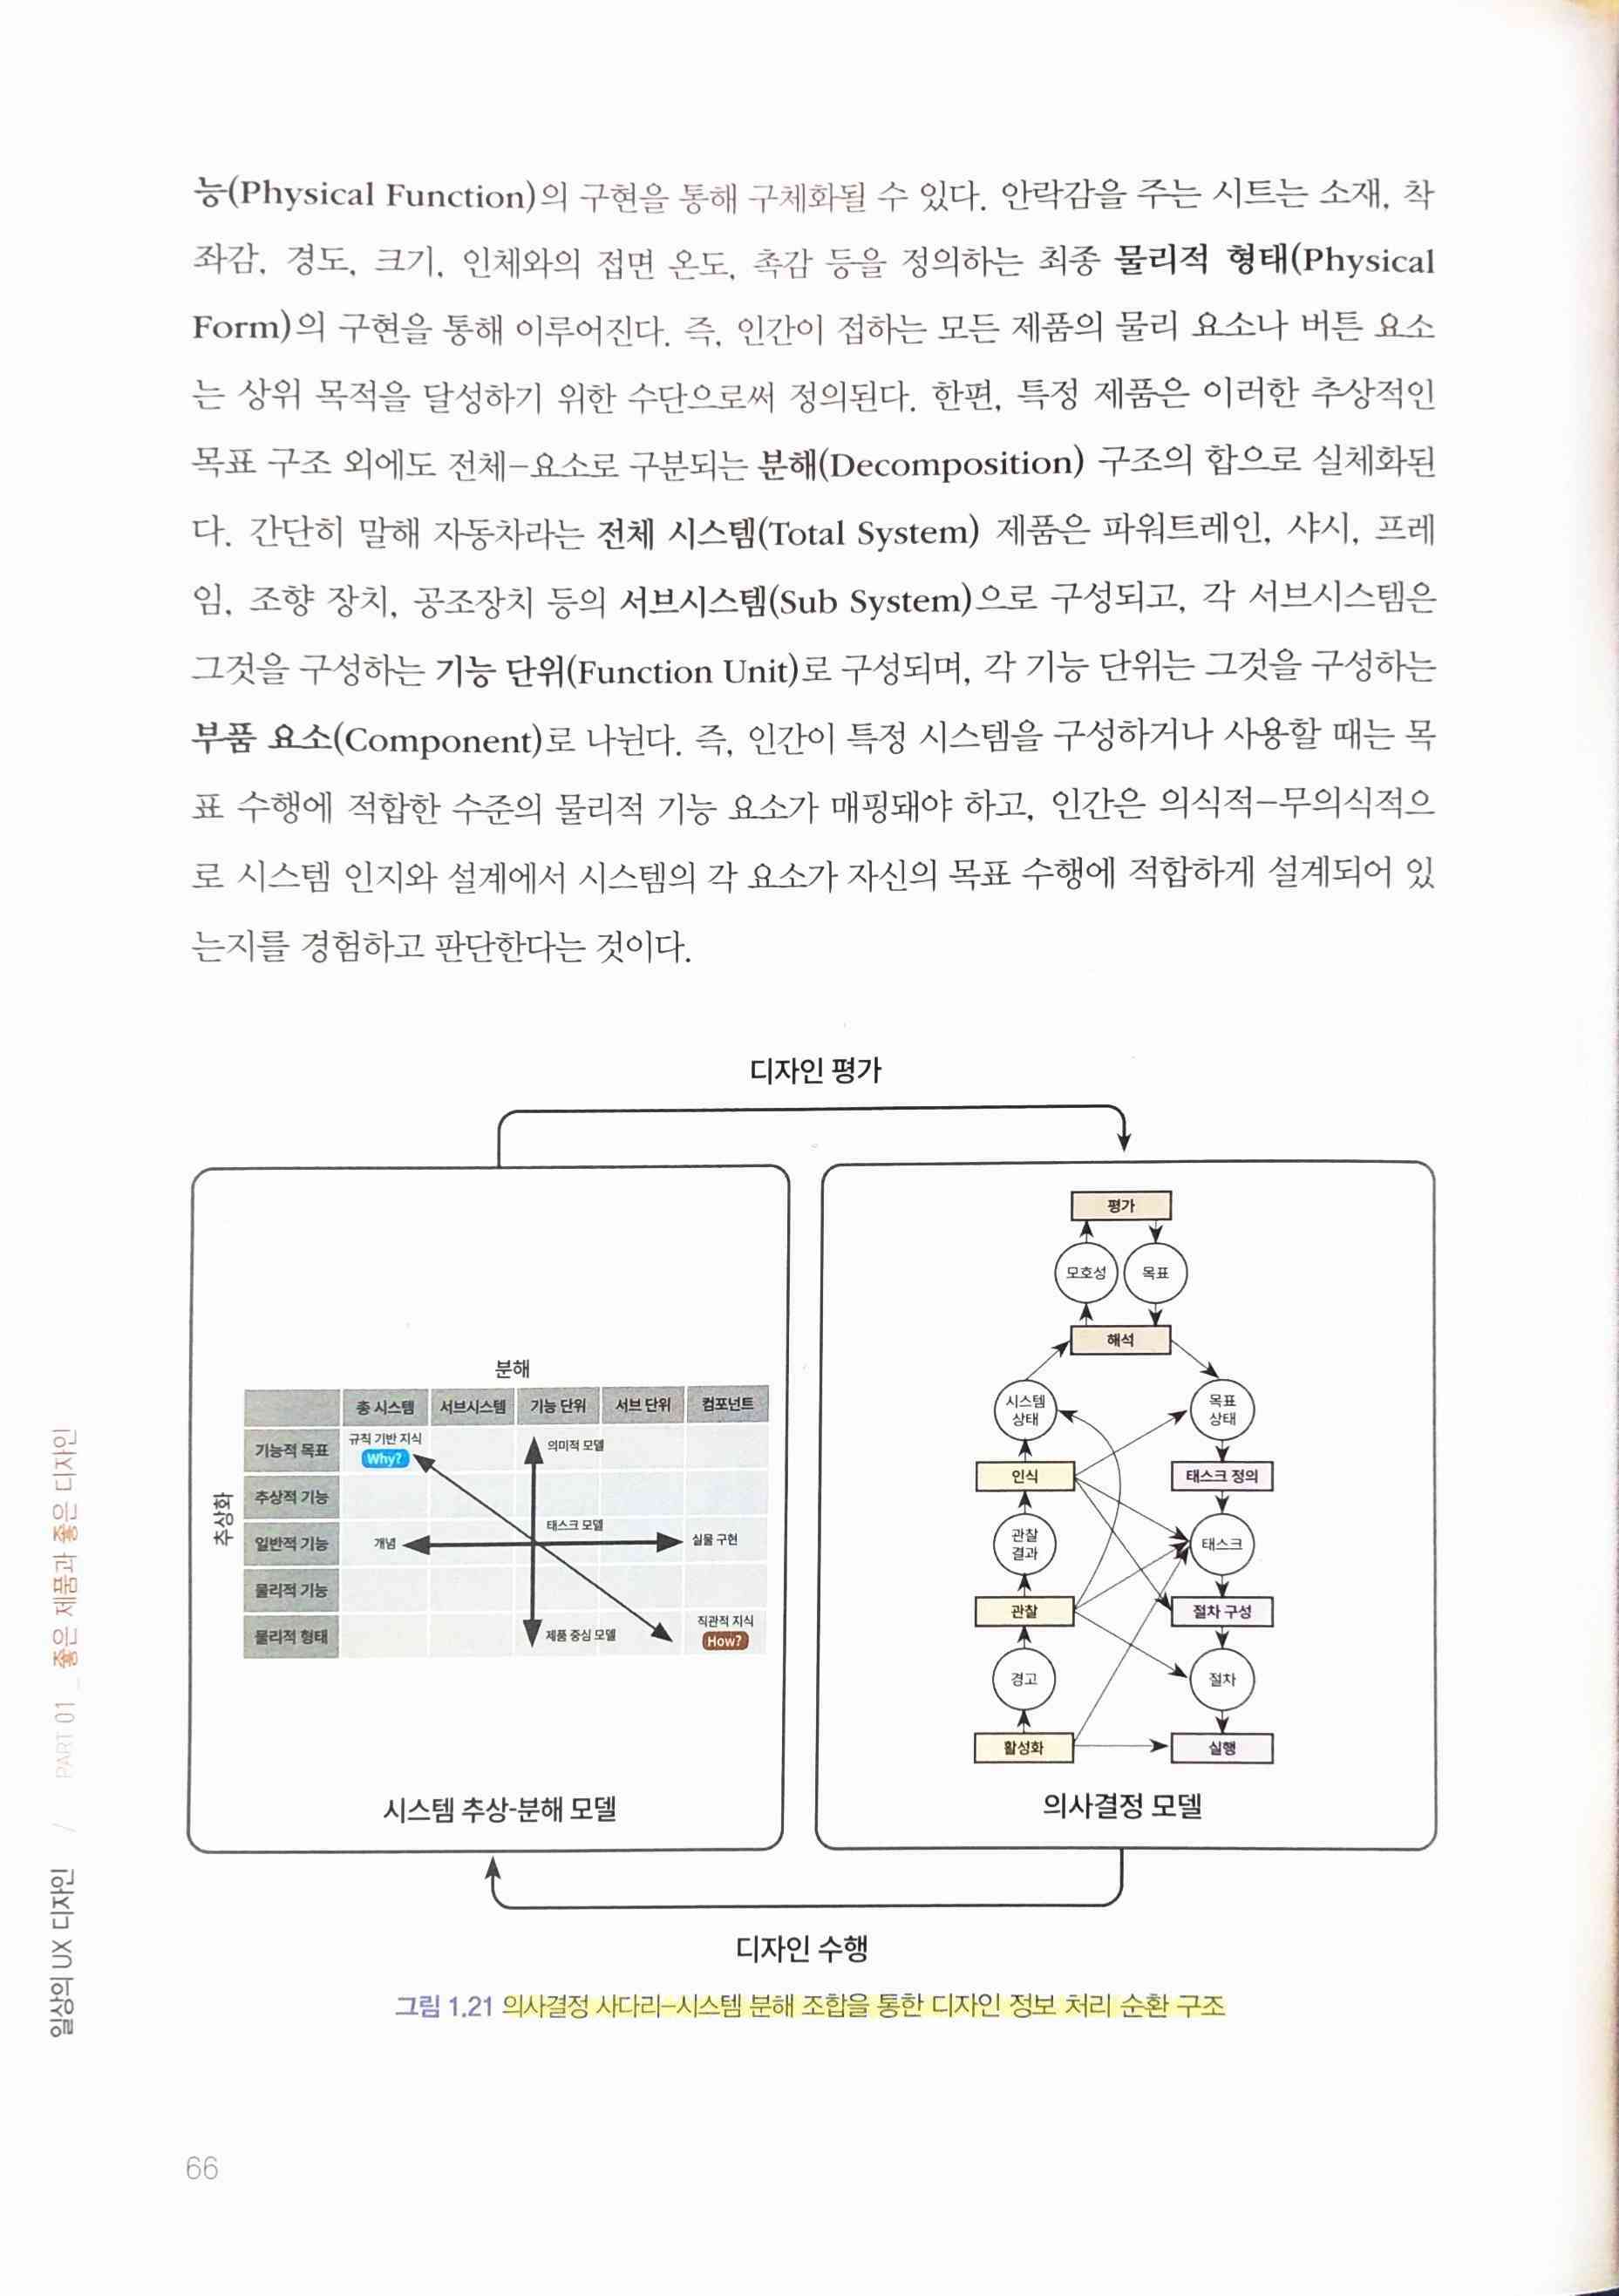 능(Physical Function)의 구현을 통해 구체화될 수 있다. 안락감을 주는 시트는 소재, 착
좌감, 경도, 크기, 인체와의 접면 온도, 촉감 등을 정의하는 최종 물리적 형태(Physical
Form)의 구현을 통해 이루어진다. 즉, 인간이 접하는 모든 제품의 물리 요소나 버튼 요소
는 상위 목적을 달성하기 위한 수단으로써 정의된다. 한편, 특정 제품은 이러한 추상적인
목표 구조 외에도 전체–요소로 구분되는 분해(Decomposition) 구조의 합으로 실체화된
다. 간단히 말해 자동차라는 전체 시스템(Total System) 제품은 파워트레인, 샤시, 프레
임, 조향 장치, 공조장치 등의 서브시스템(Sub System)으로 구성되고, 각 서브시스템은
그것을 구성하는 기능 단위(Function Unit)로 구성되며, 각 기능 단위는 그것을 구성하는
부품 요소(Component)로 나뉜다. 즉, 인간이 특정 시스템을 구성하거나 사용할 때는 목
표 수행에 적합한 수준의 물리적 기능 요소가 매핑돼야 하고, 인간은 의식적–무의식적으
로 시스템 인지와 설계에서 시스템의 각 요소가 자신의 목표 수행에 적합하게 설계되어 있
는지를 경험하고 판단한다는 것이다.
디자인 평가
분해
추상화
총 시스템 서브시스템 기능 단위 서브 단위 컴포넌트
기능적 목표
규칙 기반 지식
Why?
의미적 모델
추상적 기능
태스크 모델
일반적 기능
개념
실물 구현
물리적 기능
물리적 형태
제품 중심 모델
직관적 지식
How?
시스템 추상-분해 모델
평가
모호성
목표
해석
시스템
상태
목표
상태
인식
태스크 정의
관찰
결과
태스크
관찰
절차 구성
경고
절차
활성화
실행
의사결정 모델
디자인 수행
그림 1.21 의사결정 사다리–시스템 분해 조합을 통한 디자인 정보 처리 순환 구조
일상의 UX 디자인 / PART 01 _ 좋은 제품과 좋은 디자인
66